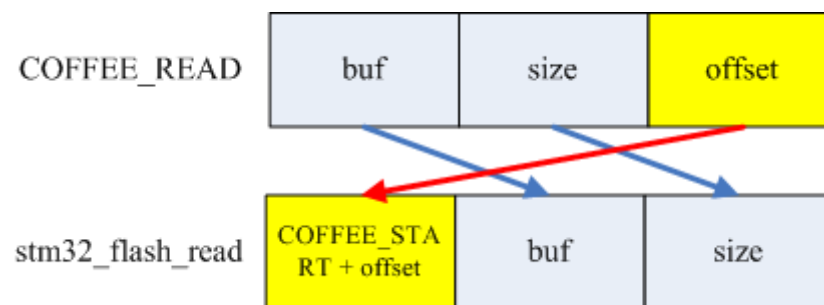 COFFEE_READ buf size offset
stm32_flash_read COFFEE_STA buf size
RT + offset